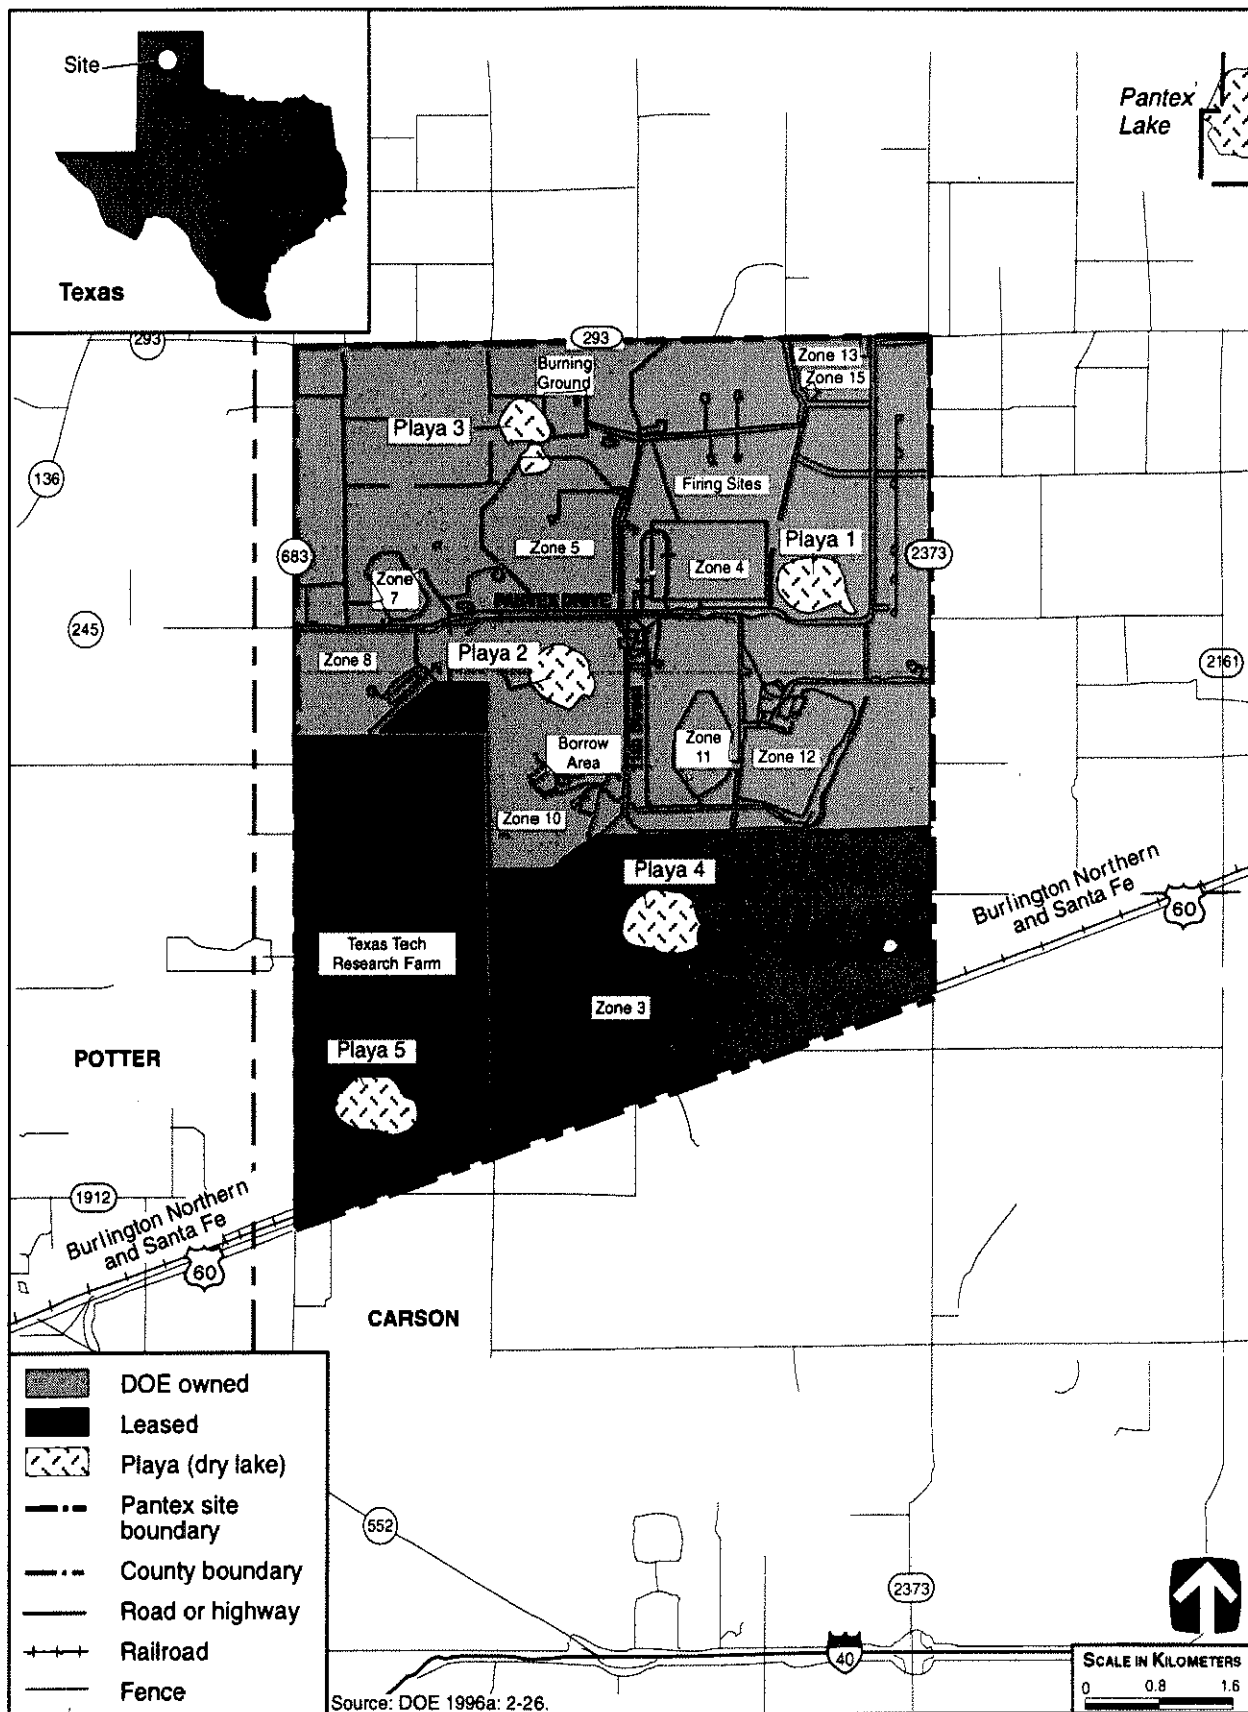 Site
Texas
Pantex
Lake
293
293
Burning
Ground
Zone 13
Zone 15
Playa 3
136
Firing Sites
683
Zone 5
Playa 1
2373
Zone 4
Zone
7
PANTEX DRIVE
245
Zone 8
Playa 2
2161
Borrow
Area
Zone
11
Zone 12
Zone 10
Playa 4
Burlington Northern
and Santa Fe
60
Texas Tech
Research Farm
Zone 3
POTTER
Playa 5
1912
Burlington Northern
and Santa Fe
60
CARSON
DOE owned
Leased
Playa (dry lake)
Pantex site
boundary
County boundary
Road or highway
Railroad
Fence
552
2373
40
SCALE IN KILOMETERS
0 0.8 1.6
Source: DOE 1996a: 2-26.